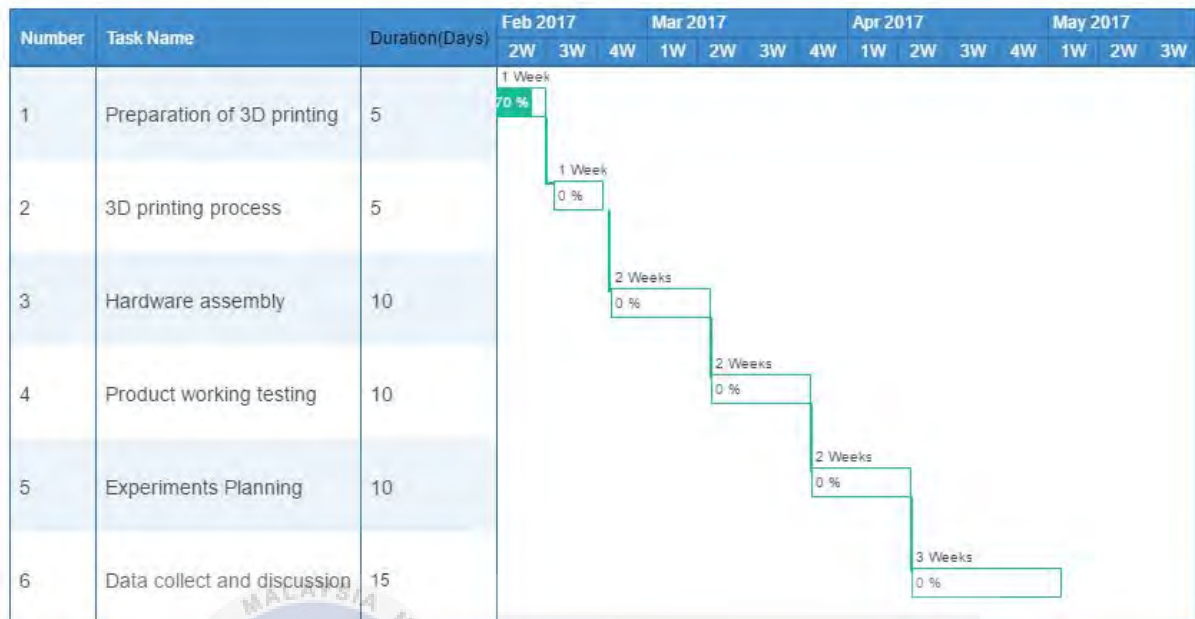 Number Task Name Duration(Days) Feb 2017 Mar 2017 Apr 2017 May 2017
2W 3W 4W 1W 2W 3W 4W 1W 2W 3W 4W 1W 2W 3W
1 Week
1 Preparation of 3D printing 5 70 %
1 Week
2 3D printing process 5 0 %
2 Weeks
3 Hardware assembly 10 0 %
2 Weeks
4 Product working testing 10 0 %
2 Weeks
5 Experiments Planning 10 0 %
3 Weeks
6 Data collect and discussion 15 0 %
MALAYSIA